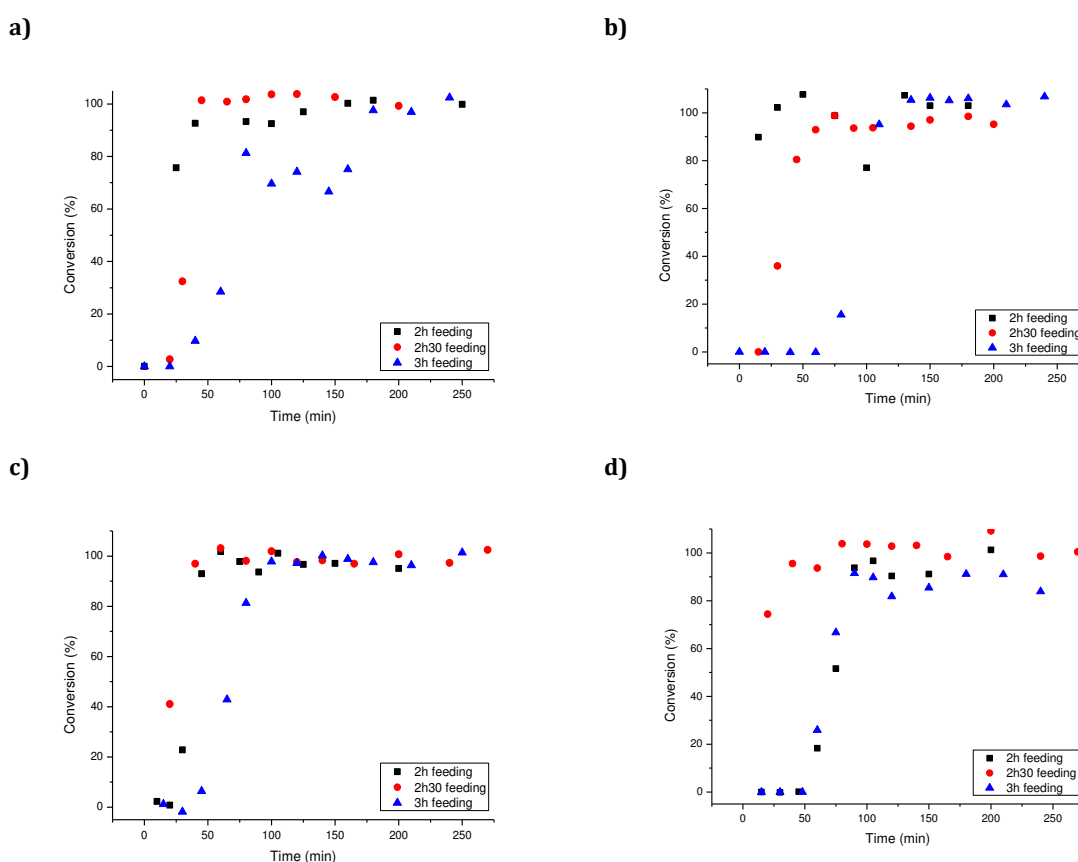 a)
100
80
60
40
20
0
Conversion (%)
2h feeding
2h30 feeding
3h feeding
0 50 100 150 200 250
Time (min)
b)
100
80
60
40
20
0
Conversion (%)
2h feeding
2h30 feeding
3h feeding
0 50 100 150 200 250
Time (min)
c)
100
80
60
40
20
0
Conversion (%)
2h feeding
2h30 feeding
3h feeding
0 50 100 150 200 250
Time (min)
d)
100
80
60
40
20
0
Conversion (%)
2h feeding
2h30 feeding
3h feeding
0 50 100 150 200 250
Time (min)